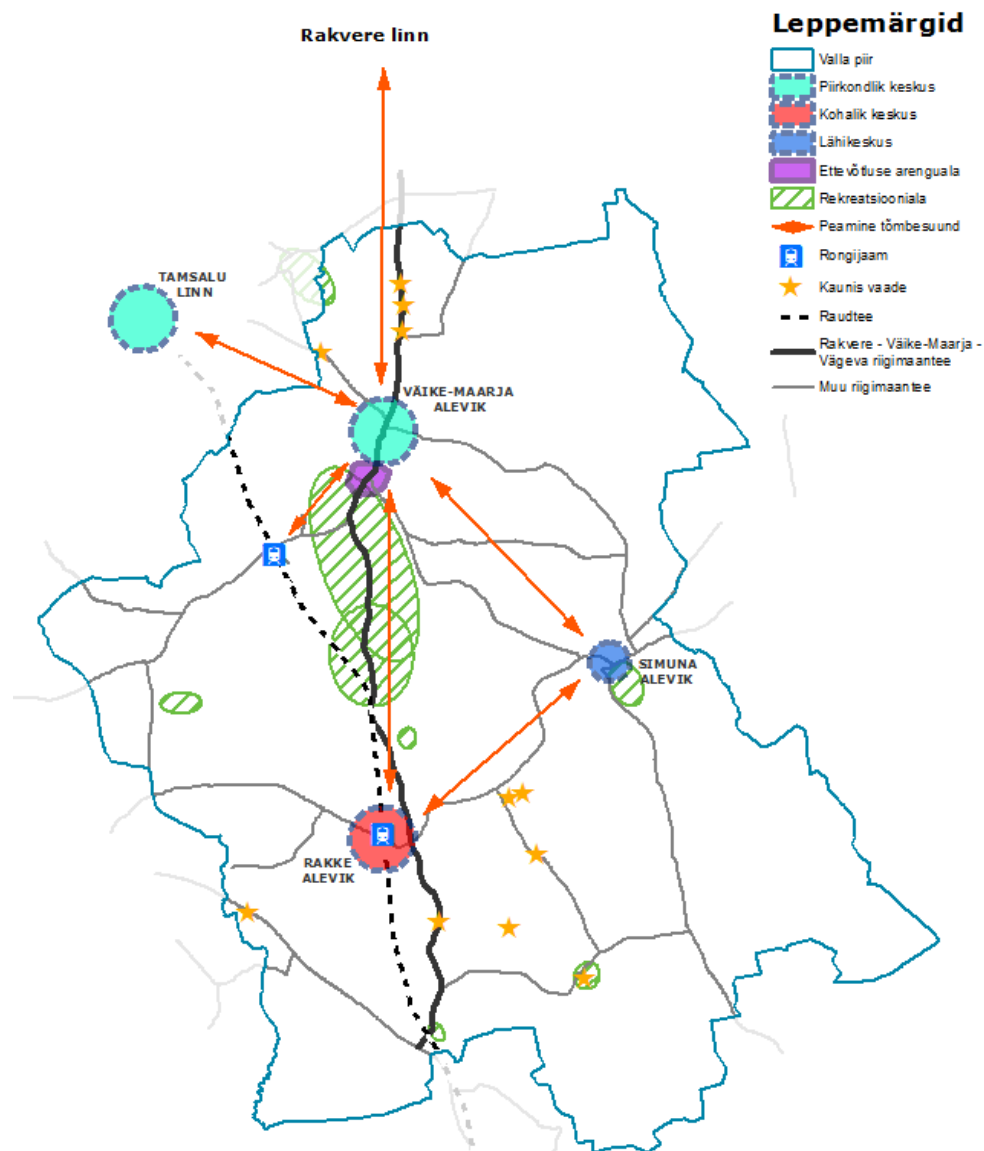 Rakvere linn
Leppemärgid
Valla piir
Piirkondlik keskus
Kohalik keskus
Lähikeskus
Ettevõtluse arenguala
Rekreatsiooniala
Peamine tõmbesuund
Rongijaam
Kaunis vaade
Raudtee
Rakvere - Väike-Maarja -
Vägeva riigimaantee
Muu riigimaantee
TAMSALU
LINN
VÄIKE-MAARJA
ALEVIK
SIMUNA
ALEVIK
RAKKE
ALEVIK